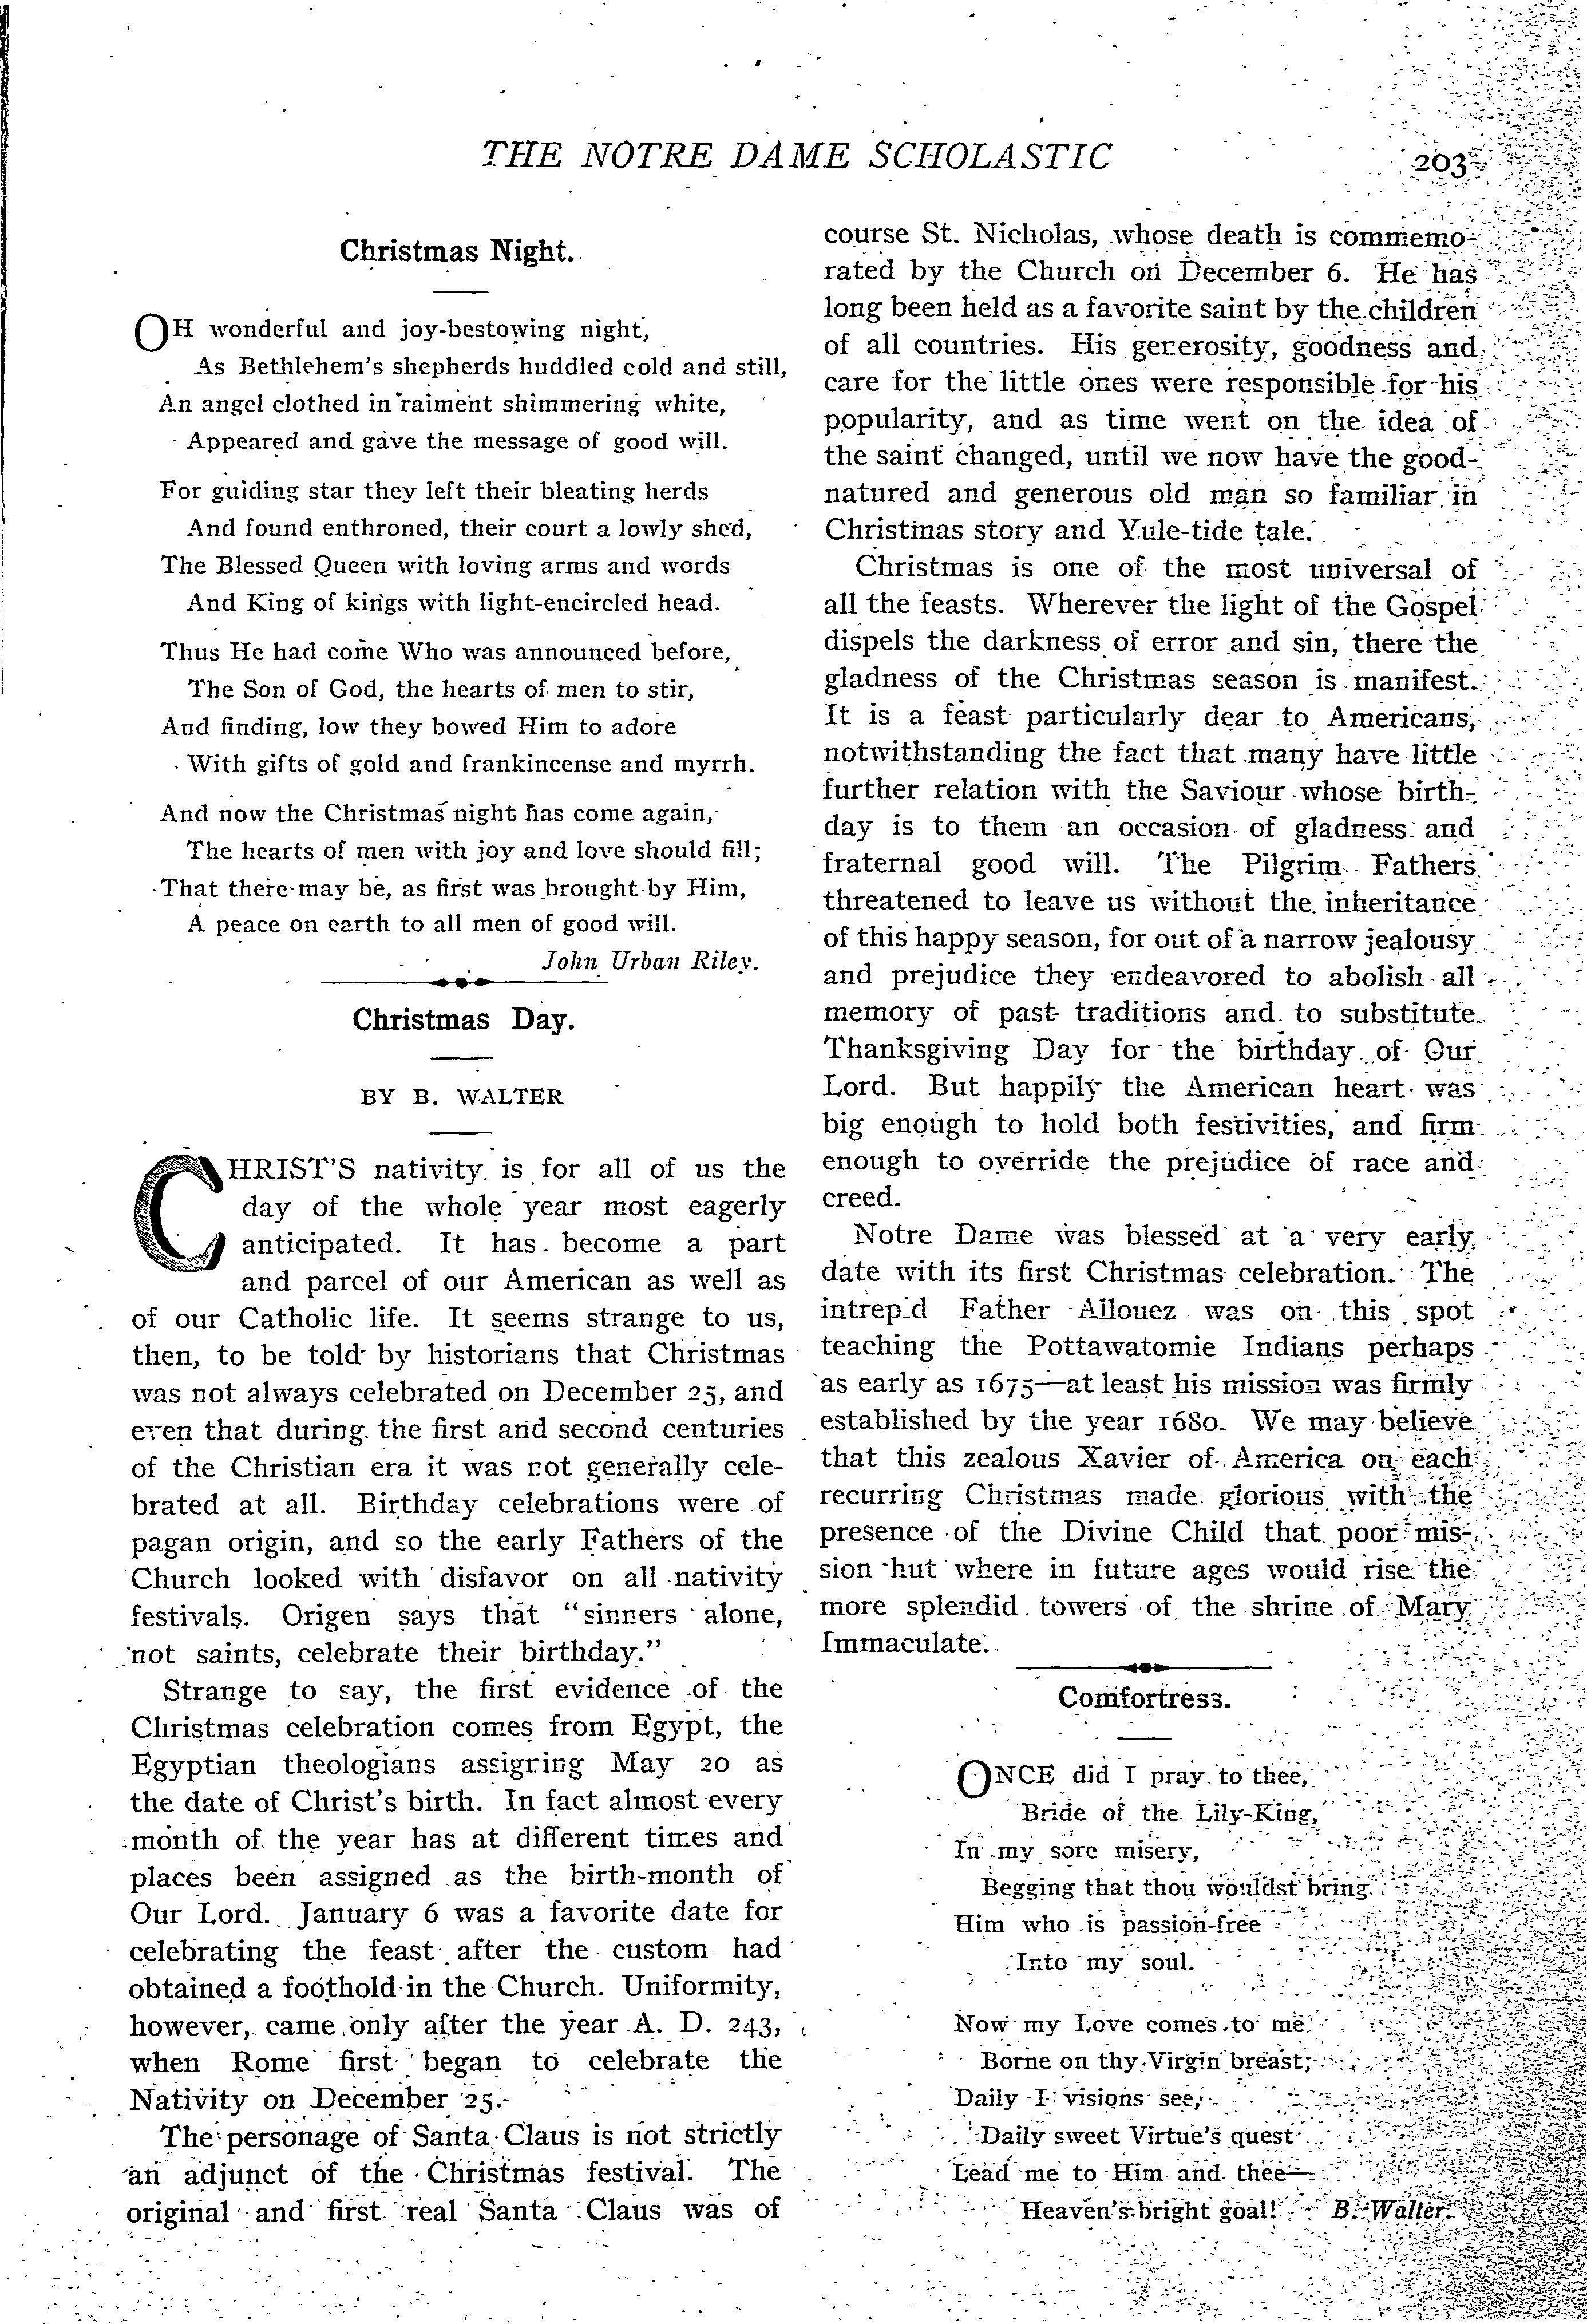 THE NOTRE DAME SCHOLASTIC 203
Christmas Night.
OH wonderful and joy-bestowing night,
As Bethlehem's shepherds huddled cold and still,
An angel clothed in raiment shimmering white,
Appeared and gave the message of good will.
For guiding star they left their bleating herds
And found enthroned, their court a lowly shed,
The Blessed Queen with loving arms and words
And King of kings with light-encircled head.
Thus He had come Who was announced before,
The Son of God, the hearts of men to stir,
And finding, low they bowed Him to adore
With gifts of gold and frankincense and myrrh.
And now the Christmas night has come again,
The hearts of men with joy and love should fill;
That there may be, as first was brought by Him,
A peace on earth to all men of good will.
John Urban Riley.
Christmas Day.
BY B. WALTER
CHRIST'S nativity is for all of us the
day of the whole year most eagerly
anticipated. It has become a part
and parcel of our American as well as
of our Catholic life. It seems strange to us,
then, to be told by historians that Christmas
was not always celebrated on December 25, and
even that during the first and second centuries
of the Christian era it was not generally cele-
brated at all. Birthday celebrations were of
pagan origin, and so the early Fathers of the
Church looked with disfavor on all nativity
festivals. Origen says that "sinners alone,
not saints, celebrate their birthday."
Strange to say, the first evidence of the
Christmas celebration comes from Egypt, the
Egyptian theologians assigning May 20 as
the date of Christ's birth. In fact almost every
month of the year has at different times and
places been assigned as the birth-month of
Our Lord. January 6 was a favorite date for
celebrating the feast after the custom had
obtained a foothold in the Church. Uniformity,
however, came only after the year A. D. 243,
when Rome first began to celebrate the
Nativity on December 25.
The personage of Santa Claus is not strictly
an adjunct of the Christmas festival. The
original and first real Santa Claus was of
course St. Nicholas, whose death is commemo-
rated by the Church on December 6. He has
long been held as a favorite saint by the children
of all countries. His generosity, goodness and
care for the little ones were responsible for his
popularity, and as time went on the idea of
the saint changed, until we now have the good-
natured and generous old man so familiar in
Christmas story and Yule-tide tale.
Christmas is one of the most universal of
all the feasts. Wherever the light of the Gospel
dispels the darkness of error and sin, there the
gladness of the Christmas season is manifest.
It is a feast particularly dear to Americans,
notwithstanding the fact that many have little
further relation with the Saviour whose birth-
day is to them an occasion of gladness and
fraternal good will. The Pilgrim Fathers
threatened to leave us without the inheritance
of this happy season, for out of a narrow jealousy
and prejudice they endeavored to abolish all
memory of past traditions and to substitute
Thanksgiving Day for the birthday of Our
Lord. But happily the American heart was
big enough to hold both festivities, and firm
enough to override the prejudice of race and
creed.
Notre Dame was blessed at a very early
date with its first Christmas celebration. The
intrepid Father Allouez was on this spot
teaching the Pottawatomie Indians perhaps
as early as 1675—at least his mission was firmly
established by the year 1680. We may believe
that this zealous Xavier of America on each
recurring Christmas made glorious with the
presence of the Divine Child that poor mis-
sion hut where in future ages would rise the
more splendid towers of the shrine of Mary
Immaculate.
Comfortress.
ONCE did I pray to thee,
Bride of the Lily-King,
In my sore misery,
Begging that thou wouldst bring
Him who is passion-free
Into my soul.
Now my Love comes to me
Borne on thy Virgin breast;
Daily I visions see,
Daily sweet Virtue's quest
Lead me to Him and thee—
Heaven's bright goal! B. Walter.